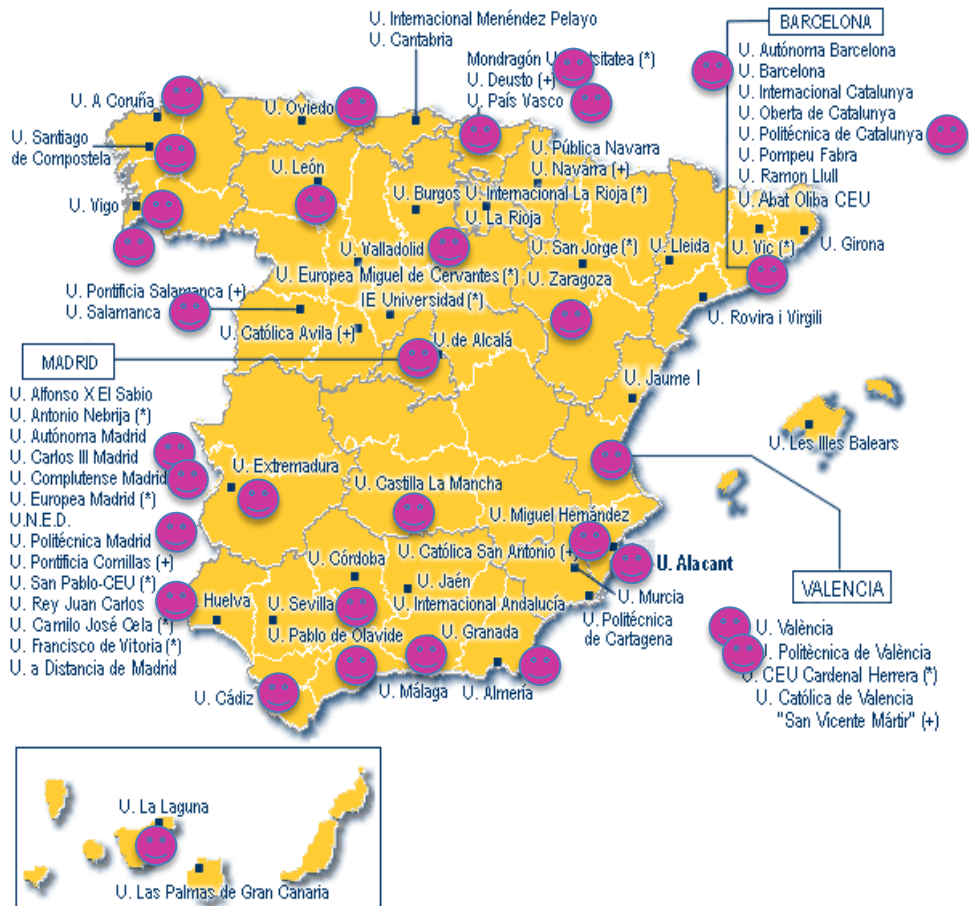 U. Internacional Menéndez Pelayo
U. Cantabria
Mondragón U. tsitatea (*)
U. Deusto (+)
U. País Vasco
BARCELONA
U. Autónoma Barcelona
U. Barcelona
U. Internacional Catalunya
U. Oberta de Catalunya
U. Politécnica de Catalunya
U. Pompeu Fabra
U. Ramon Llull
U. Abat Oliba CEU
U. A Coruña
U. Oviedo
U. Santiago
de Compostela
U. Vigo
U. León
U. Burgos
U. Pública Navarra
U. Navarra (+)
U. Internacional La Rioja (*)
U. La Rioja
U. Valladolid
U. Europea Miguel de Cervantes (*)
IE Universidad (*)
U. San Jorge (*)
U. Zaragoza
U. Lleida
U. Vic (*)
U. Girona
U. Rovira i Virgili
U. Pontificia Salamanca (+)
U. Salamanca
U. Católica Avila (+)
U. de Alcalá
U. Jaume I
U. Les Illes Balears
MADRID
U. Alfonso X El Sabio
U. Antonio Nebrija (*)
U. Autónoma Madrid
U. Carlos III Madrid
U. Complutense Madrid
U. Europea Madrid (*)
U.N.E.D.
U. Politécnica Madrid
U. Pontificia Comillas (+)
U. San Pablo-CEU (*)
U. Rey Juan Carlos
U. Camilo José Cela (*)
U. Francisco de Vitoria (*)
U. a Distancia de Madrid
U. Extremadura
U. Castilla La Mancha
U. Miguel Hernández
U. Católica San Antonio (+)
U. Alacant
U. Murcia
U. Politécnica
de Cartagena
U. Córdoba
U. Jaén
U. Internacional Andalucía
Huelva
U. Sevilla
U. Pablo de Olavide
U. Granada
U. Cádiz
U. Málaga
U. Almería
VALENCIA
U. València
U. Politècnica de València
U. CEU Cardenal Herrera (*)
U. Católica de Valencia
"San Vicente Mártir" (+)
U. La Laguna
U. Las Palmas de Gran Canaria